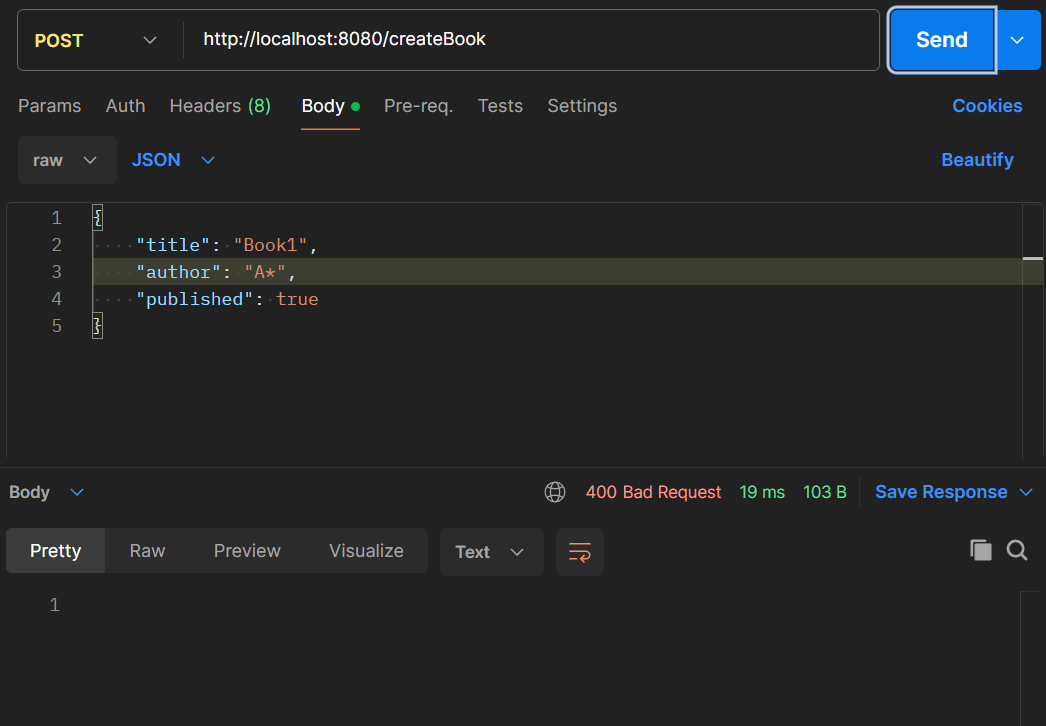 POST http://localhost:8080/createBook Send
Params Auth Headers (8) Body Pre-req. Tests Settings Cookies
raw JSON Beautify
1 {
2 "title": "Book1",
3 "author": "A*",
4 "published": true
5 }
Body 400 Bad Request 19 ms 103 B Save Response
Pretty Raw Preview Visualize Text
1